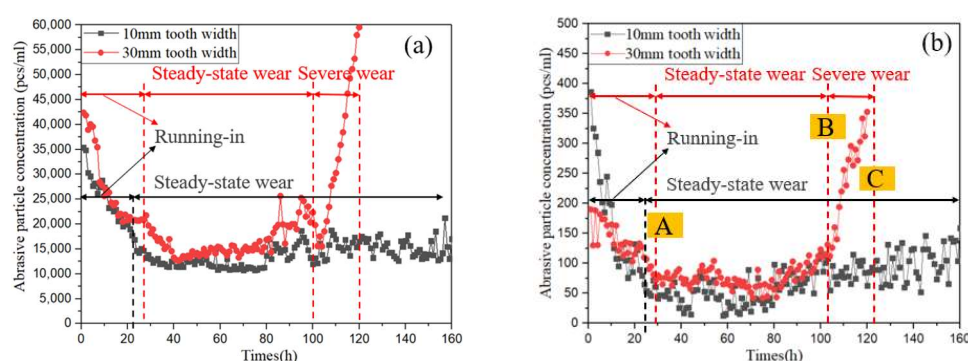 60,000
55,000
50,000
45,000
40,000
35,000
30,000
25,000
20,000
15,000
10,000
5,000
0
Abrasive particle concentration (pcs/ml)
10mm tooth width
30mm tooth width
(a)
Steady-state wear
Severe wear
Running-in
Steady-state wear
0 20 40 60 80 100 120 140 160
Times(h)
500
450
400
350
300
250
200
150
100
50
0
Abrasive particle concentration (pcs/ml)
10mm tooth width
30mm tooth width
(b)
Steady-state wear
Severe wear
B
Running-in
C
Steady-state wear
A
0 20 40 60 80 100 120 140 160
Times(h)